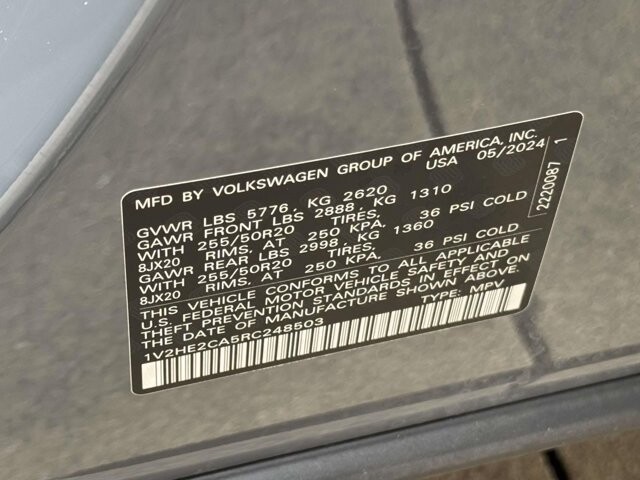 MFD BY VOLKSWAGEN GROUP OF AMERICA, INC.
USA 05/2024
GVWR LBS 5776, KG 2620
GAWR FRONT LBS 2888, KG 1310
WITH 255/50R20 TIRES,
8JX20 RIMS, AT 250 KPA, 36 PSI COLD
GAWR REAR LBS 2998, KG 1360
WITH 255/50R20 TIRES,
8JX20 RIMS, AT 250 KPA, 36 PSI COLD
THIS VEHICLE CONFORMS TO ALL APPLICABLE
U.S. FEDERAL MOTOR VEHICLE SAFETY AND
THEFT PREVENTION STANDARDS IN EFFECT ON
THE DATE OF MANUFACTURE SHOWN ABOVE.
1V2HE2CA5RC248503 TYPE: MPV
2220087 1